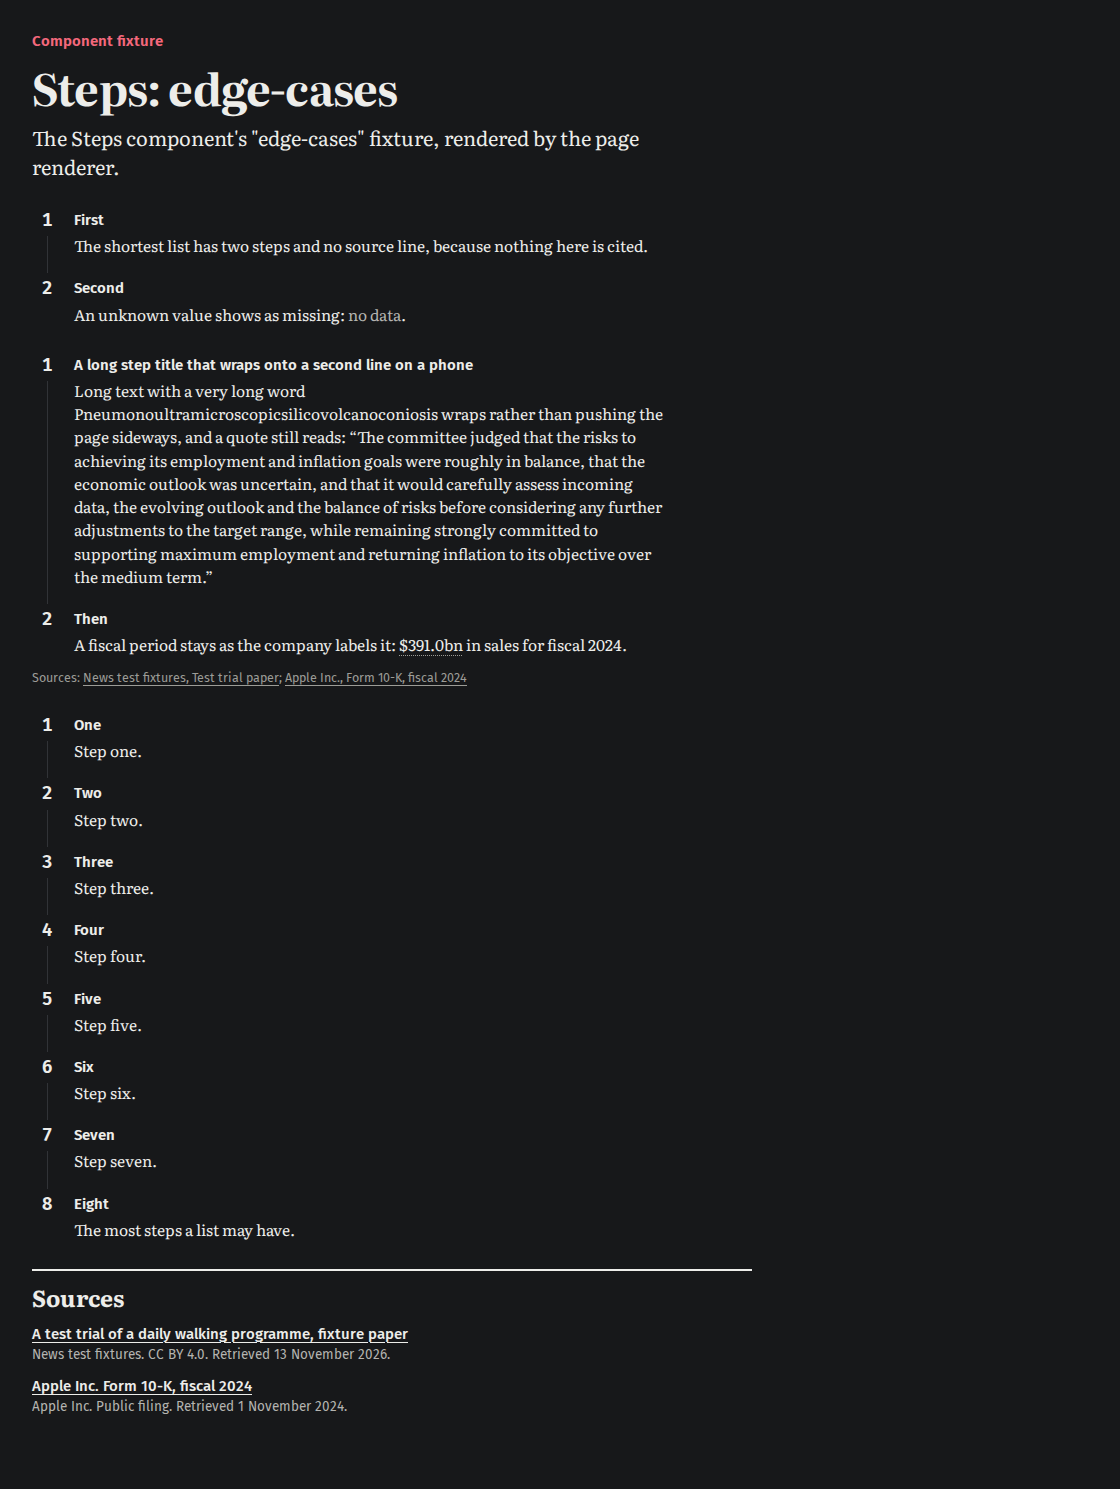 Component fixture
Steps: edge-cases
The Steps component's "edge-cases" fixture, rendered by the page
renderer.
1 First
The shortest list has two steps and no source line, because nothing here is cited.
2 Second
An unknown value shows as missing: no data.
1 A long step title that wraps onto a second line on a phone
Long text with a very long word
Pneumonoultramicroscopicsilicovolcanoconiosis wraps rather than pushing the
page sideways, and a quote still reads: “The committee judged that the risks to
achieving its employment and inflation goals were roughly in balance, that the
economic outlook was uncertain, and that it would carefully assess incoming
data, the evolving outlook and the balance of risks before considering any further
adjustments to the target range, while remaining strongly committed to
supporting maximum employment and returning inflation to its objective over
the medium term.”
2 Then
A fiscal period stays as the company labels it: $391.0bn in sales for fiscal 2024.
Sources: News test fixtures, Test trial paper; Apple Inc., Form 10-K, fiscal 2024
1 One
Step one.
2 Two
Step two.
3 Three
Step three.
4 Four
Step four.
5 Five
Step five.
6 Six
Step six.
7 Seven
Step seven.
8 Eight
The most steps a list may have.
Sources
A test trial of a daily walking programme, fixture paper
News test fixtures. CC BY 4.0. Retrieved 13 November 2026.
Apple Inc. Form 10-K, fiscal 2024
Apple Inc. Public filing. Retrieved 1 November 2024.